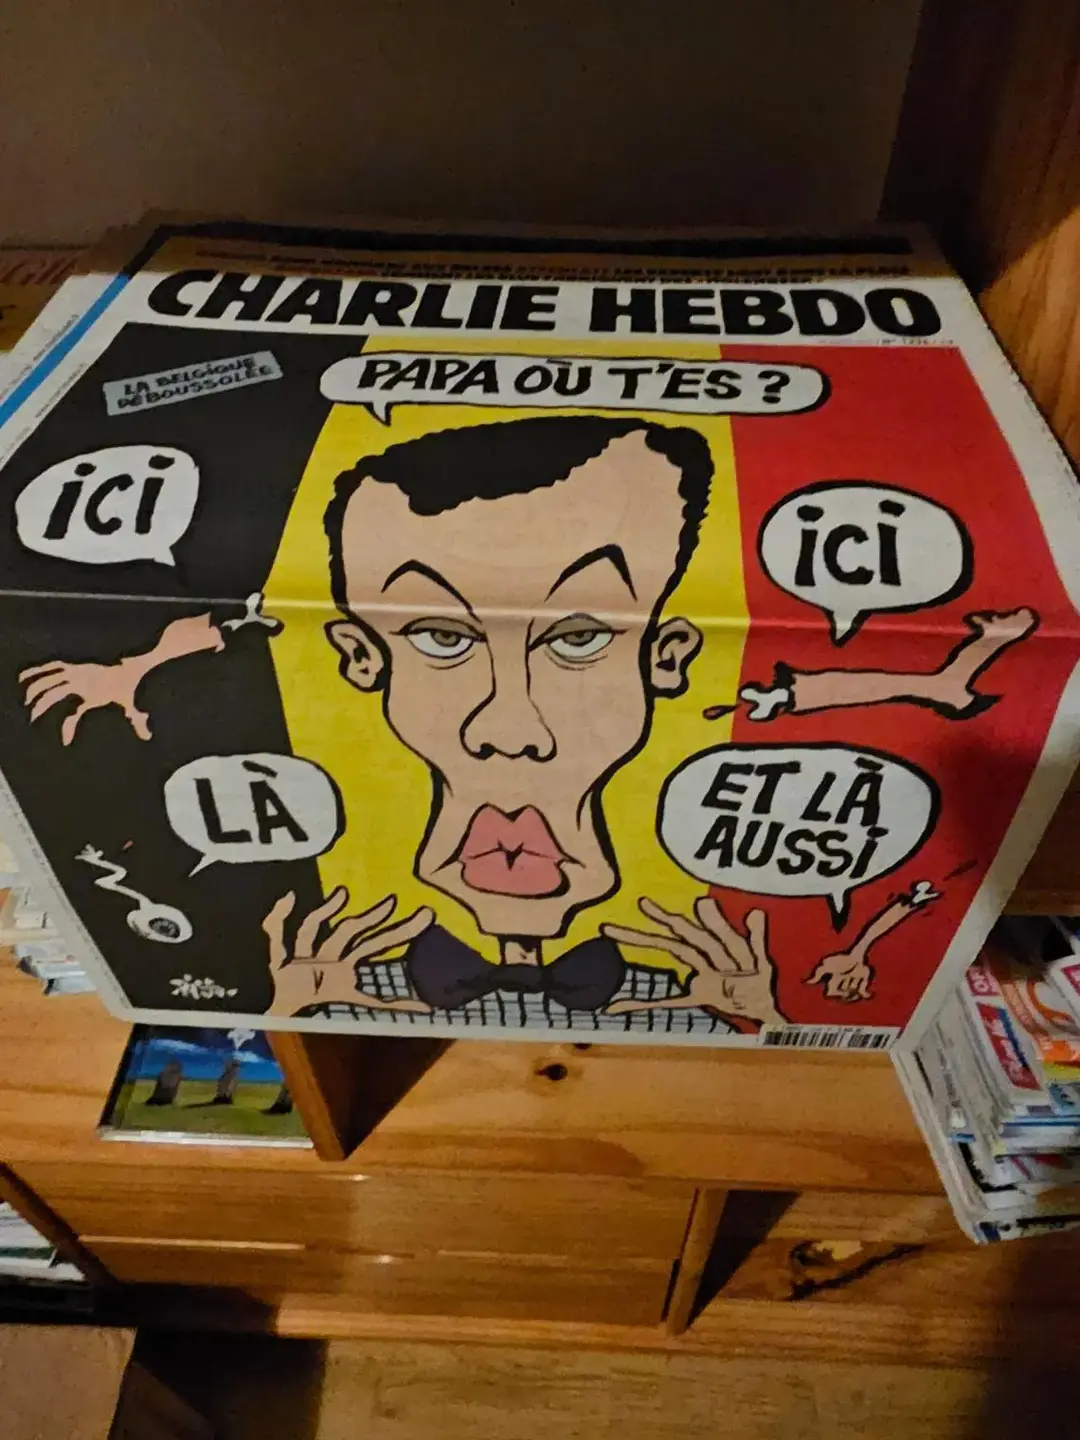 CHARLIE HEBDO
LA BELGIQUE
DÉBOUSSOLÉE
PAPA OÙ T'ES ?
ici
ici
LÀ
ET LÀ
AUSSi